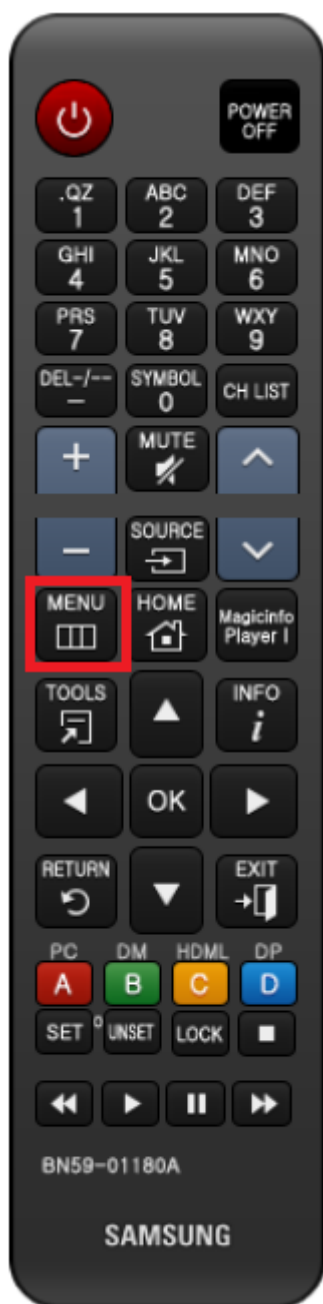 POWER
OFF
.QZ ABC DEF
1 2 3
GHI JKL MNO
4 5 6
PRS TUV WXY
7 8 9
DEL-/-- SYMBOL CH LIST
— 0
+ MUTE
— SOURCE
MENU HOME Magicinfo
Player I
TOOLS INFO
i
OK
RETURN EXIT
PC DM HDML DP
A B C D
SET UNSET LOCK
BN59-01180A
SAMSUNG